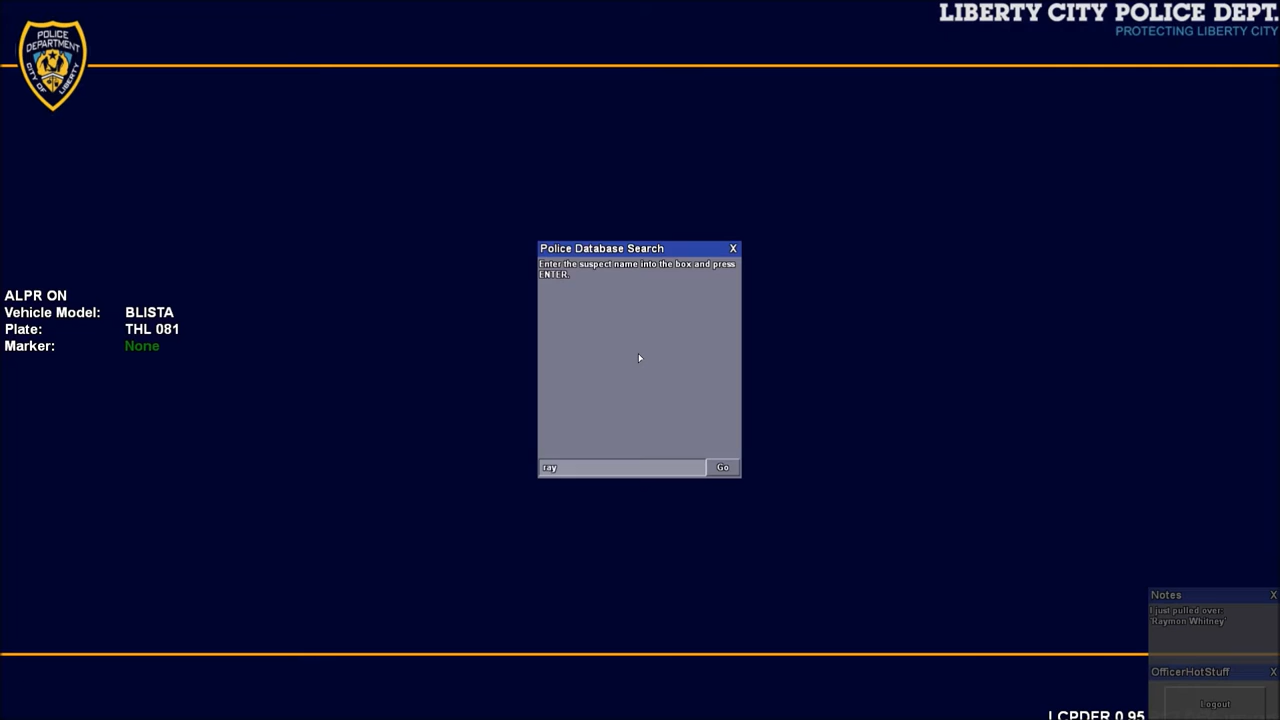 LIBERTY CITY POLICE DEPT.
PROTECTING LIBERTY CITY
POLICE
DEPARTMENT
CITY OF
LIBERTY
Police Database Search X
Enter the suspect name into the box and press
ENTER.
ALPR ON
Vehicle Model: BLISTA
Plate: THL 081
Marker: None
ray Go
Notes X
I just pulled over:
'Raymon Whitney'
OfficerHotStuff X
Logout
LCPDFR 0.95